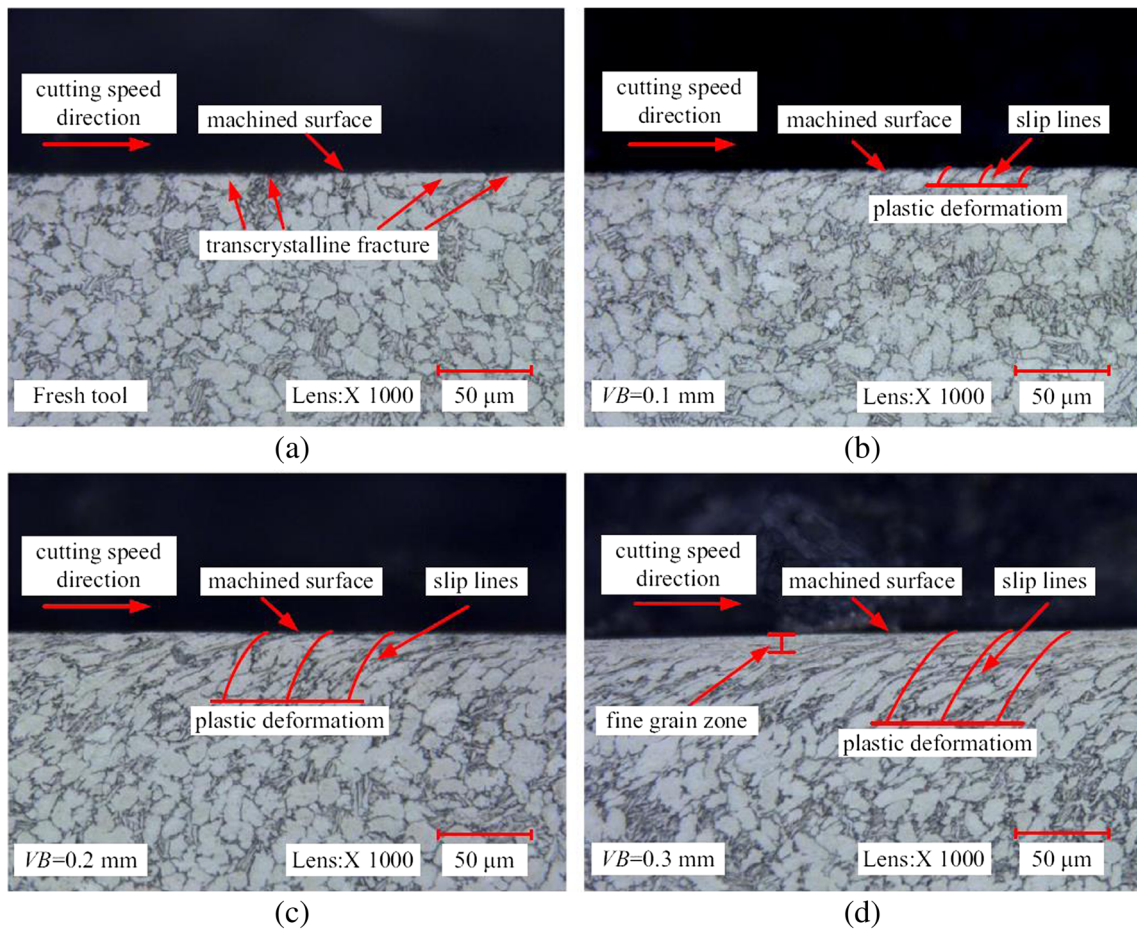 cutting speed
direction
machined surface
transcrystalline fracture
Fresh tool
Lens:X 1000
50 μm
(a)
cutting speed
direction
machined surface
slip lines
plastic deformatiom
VB=0.1 mm
Lens:X 1000
50 μm
(b)
cutting speed
direction
machined surface
slip lines
plastic deformatiom
VB=0.2 mm
Lens:X 1000
50 μm
(c)
cutting speed
direction
machined surface
slip lines
fine grain zone
plastic deformatiom
VB=0.3 mm
Lens:X 1000
50 μm
(d)